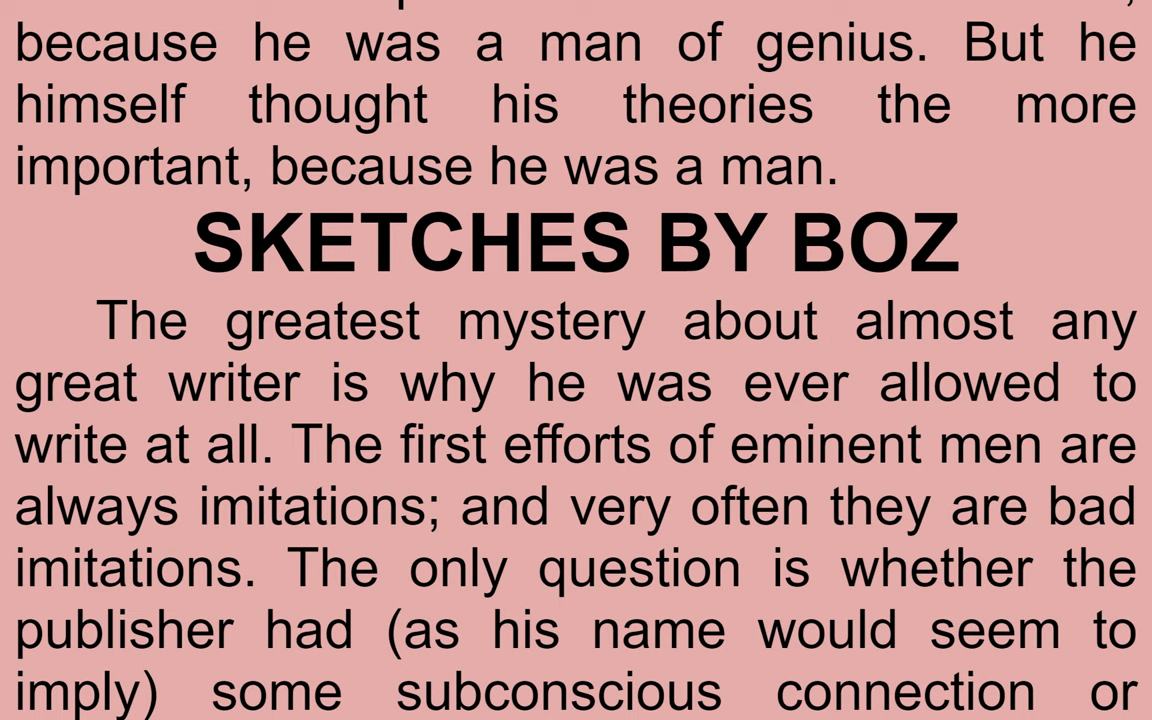 because he was a man of genius. But he
himself thought his theories the more
important, because he was a man.
SKETCHES BY BOZ
The greatest mystery about almost any
great writer is why he was ever allowed to
write at all. The first efforts of eminent men are
always imitations; and very often they are bad
imitations. The only question is whether the
publisher had (as his name would seem to
imply) some subconscious connection or